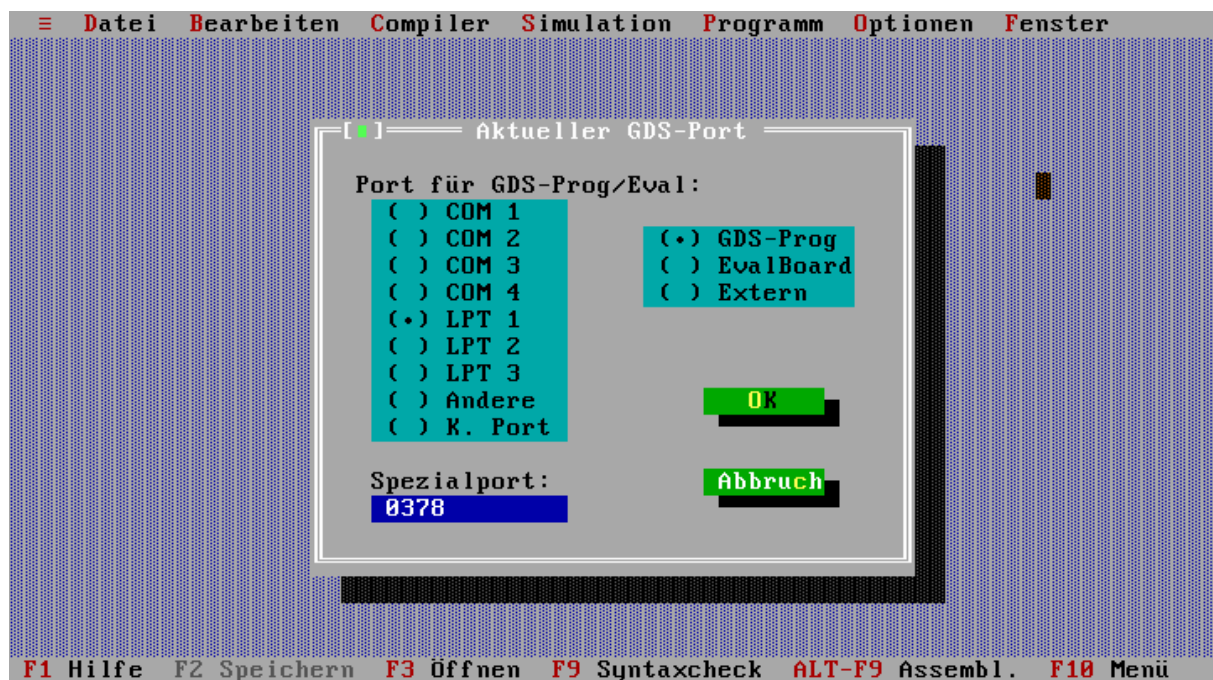 ≡ Datei Bearbeiten Compiler Simulation Programm Optionen Fenster
[■] Aktueller GDS-Port
Port für GDS-Prog/Eval:
( ) COM 1
( ) COM 2
( ) COM 3
( ) COM 4
(•) LPT 1
( ) LPT 2
( ) LPT 3
( ) Andere
( ) K. Port
(•) GDS-Prog
( ) EvalBoard
( ) Extern
OK
Spezialport:
0378
Abbruch
F1 Hilfe F2 Speichern F3 Öffnen F9 Syntaxcheck ALT-F9 Assembl. F10 Menü